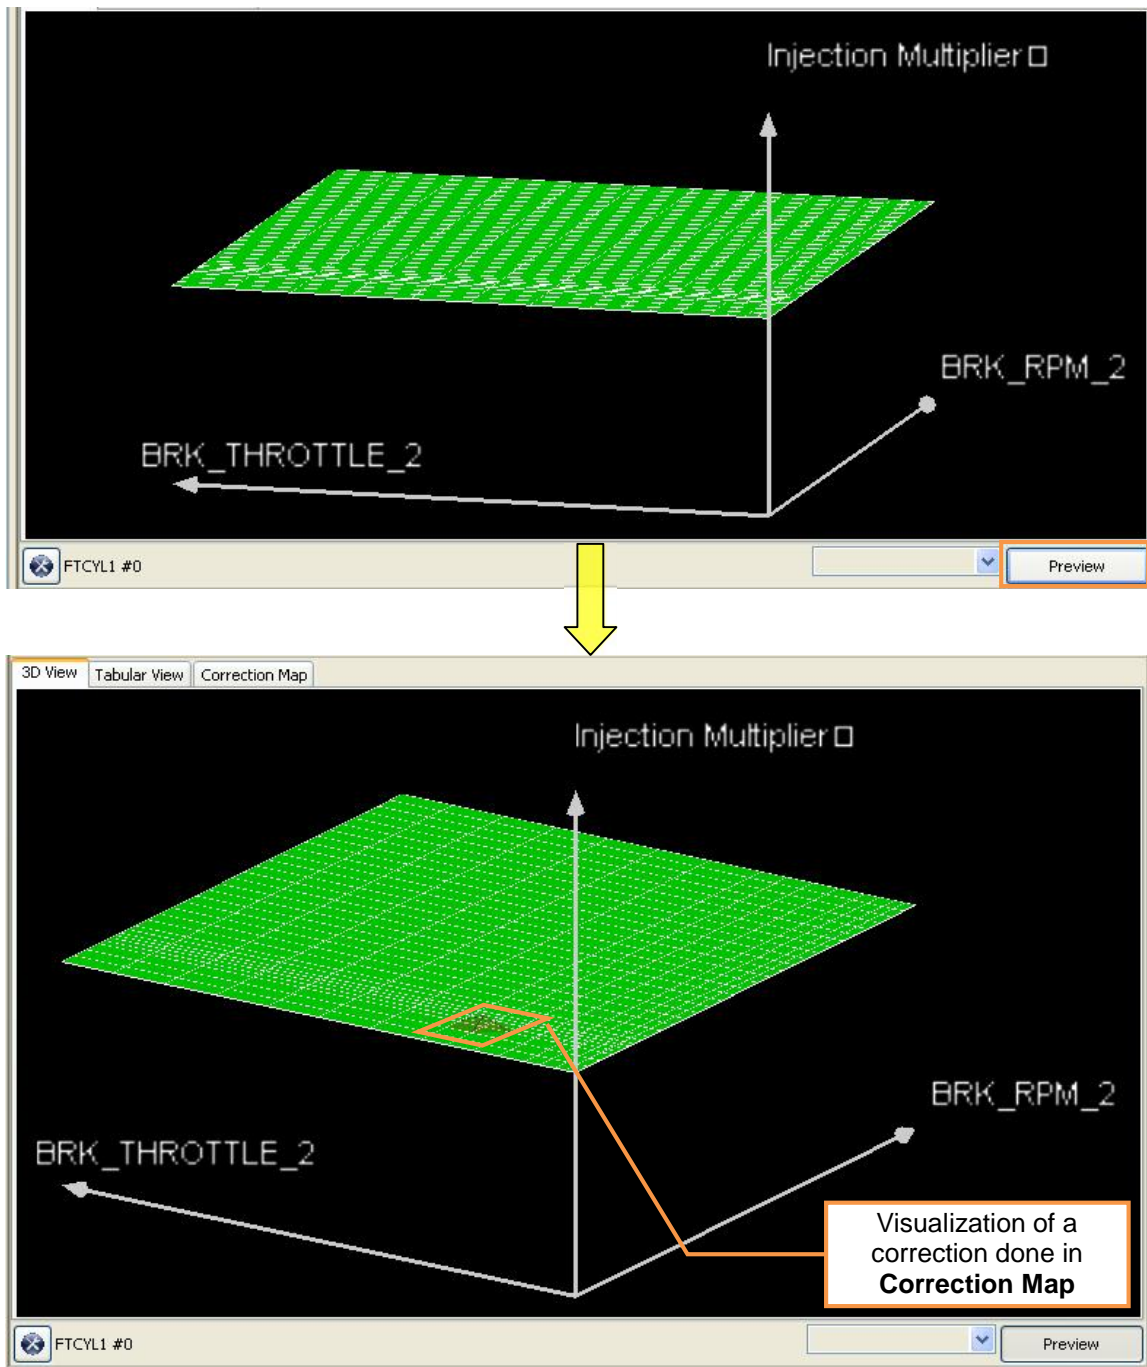 Injection Multiplier □
BRK_RPM_2
BRK_THROTTLE_2
FTCYL1 #0
Preview
3D View Tabular View Correction Map
Injection Multiplier □
BRK_RPM_2
BRK_THROTTLE_2
Visualization of a
correction done in
Correction Map
FTCYL1 #0
Preview